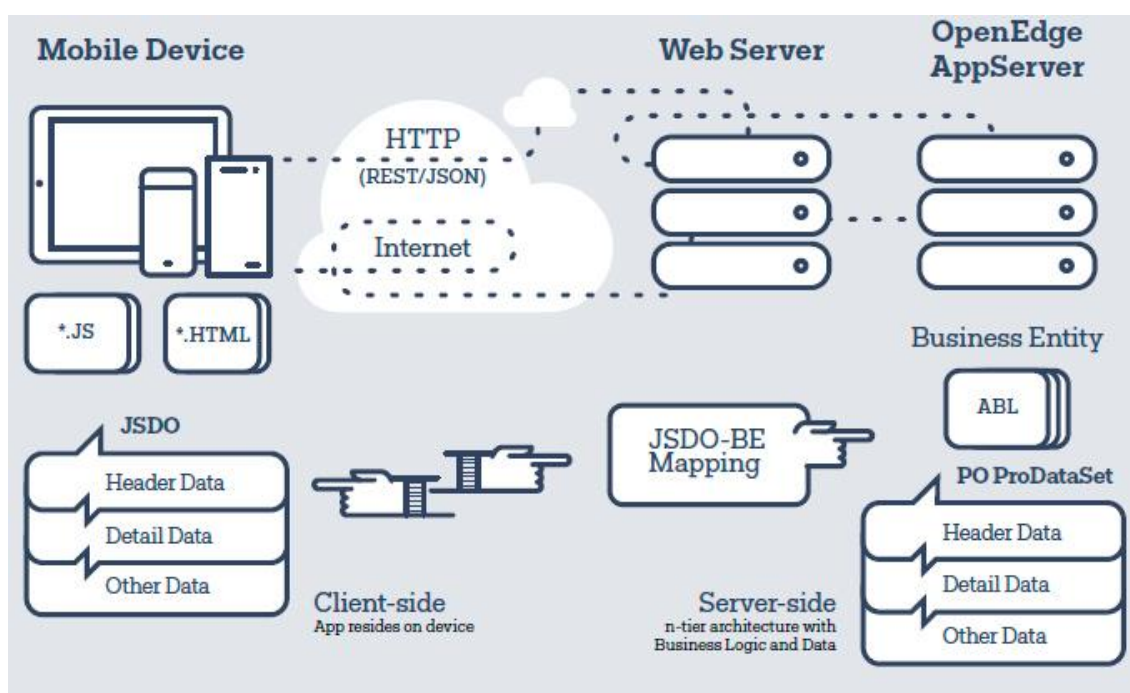 Mobile Device
Web Server
OpenEdge
AppServer
HTTP
(REST/JSON)
Internet
*.JS
*.HTML
Business Entity
ABL
JSDO
Header Data
Detail Data
Other Data
JSDO-BE
Mapping
PO ProDataSet
Header Data
Detail Data
Other Data
Client-side
App resides on device
Server-side
n-tier architecture with
Business Logic and Data